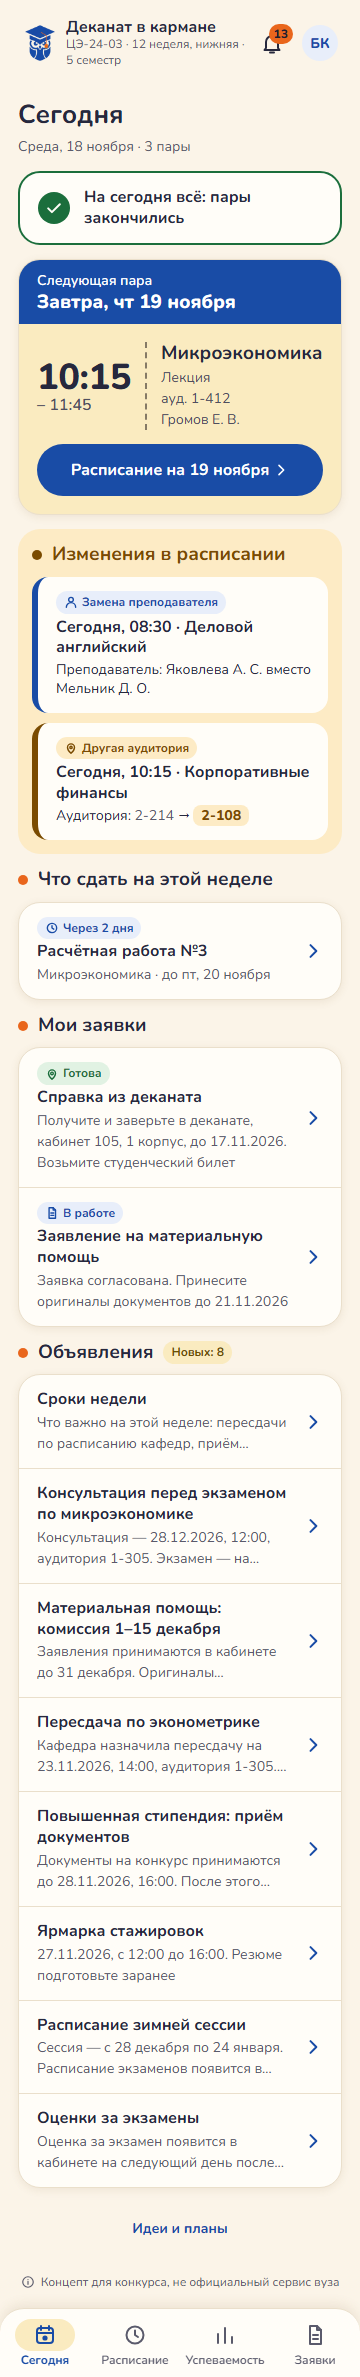 Деканат в кармане
ЦЭ-24-03 · 12 неделя, нижняя ·
5 семестр
13
БК
Сегодня
Среда, 18 ноября · 3 пары
На сегодня всё: пары
закончились
Следующая пара
Завтра, чт 19 ноября
10:15
– 11:45
Микроэкономика
Лекция
ауд. 1-412
Громов Е. В.
Расписание на 19 ноября
Изменения в расписании
Замена преподавателя
Сегодня, 08:30 · Деловой
английский
Преподаватель: Яковлева А. С. вместо
Мельник Д. О.
Другая аудитория
Сегодня, 10:15 · Корпоративные
финансы
Аудитория: 2-214 → 2-108
Что сдать на этой неделе
Через 2 дня
Расчётная работа №3
Микроэкономика · до пт, 20 ноября
Мои заявки
Готова
Справка из деканата
Получите и заверьте в деканате,
кабинет 105, 1 корпус, до 17.11.2026.
Возьмите студенческий билет
В работе
Заявление на материальную
помощь
Заявка согласована. Принесите
оригиналы документов до 21.11.2026
Объявления
Новых: 8
Сроки недели
Что важно на этой неделе: пересдачи
по расписанию кафедр, приём...
Консультация перед экзаменом
по микроэкономике
Консультация — 28.12.2026, 12:00,
аудитория 1-305. Экзамен — на...
Материальная помощь:
комиссия 1–15 декабря
Заявления принимаются в кабинете
до 31 декабря. Оригиналы...
Пересдача по эконометрике
Кафедра назначила пересдачу на
23.11.2026, 14:00, аудитория 1-305....
Повышенная стипендия: приём
документов
Документы на конкурс принимаются
до 28.11.2026, 16:00. После этого...
Ярмарка стажировок
27.11.2026, с 12:00 до 16:00. Резюме
подготовьте заранее
Расписание зимней сессии
Сессия — с 28 декабря по 24 января.
Расписание экзаменов появится в...
Оценки за экзамены
Оценка за экзамен появится в
кабинете на следующий день после...
Идеи и планы
Концепт для конкурса, не официальный сервис вуза
Сегодня
Расписание
Успеваемость
Заявки